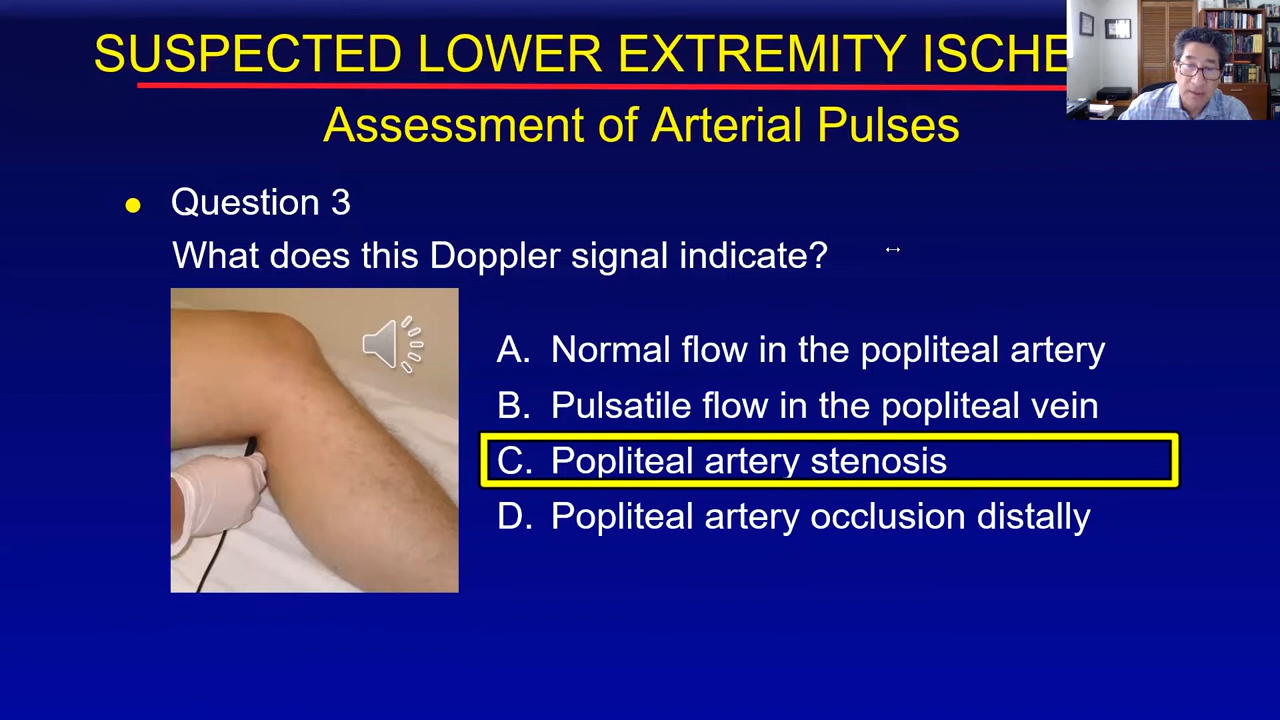 SUSPECTED LOWER EXTREMITY ISCHE
Assessment of Arterial Pulses
Question 3
What does this Doppler signal indicate?
A. Normal flow in the popliteal artery
B. Pulsatile flow in the popliteal vein
C. Popliteal artery stenosis
D. Popliteal artery occlusion distally